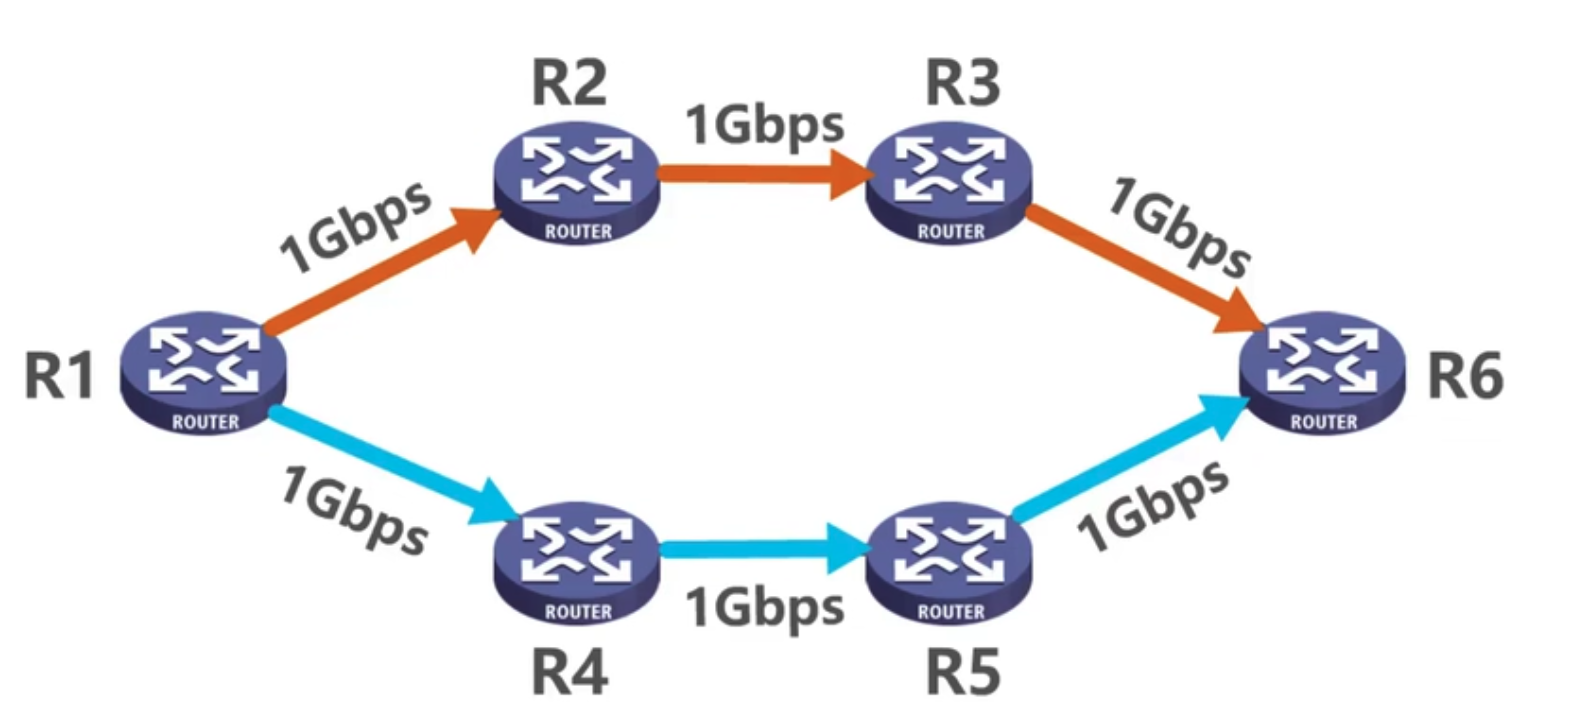 R2
R3
1Gbps
1Gbps
1Gbps
ROUTER
ROUTER
R1
R6
ROUTER
ROUTER
1Gbps
1Gbps
1Gbps
ROUTER
ROUTER
R4
R5